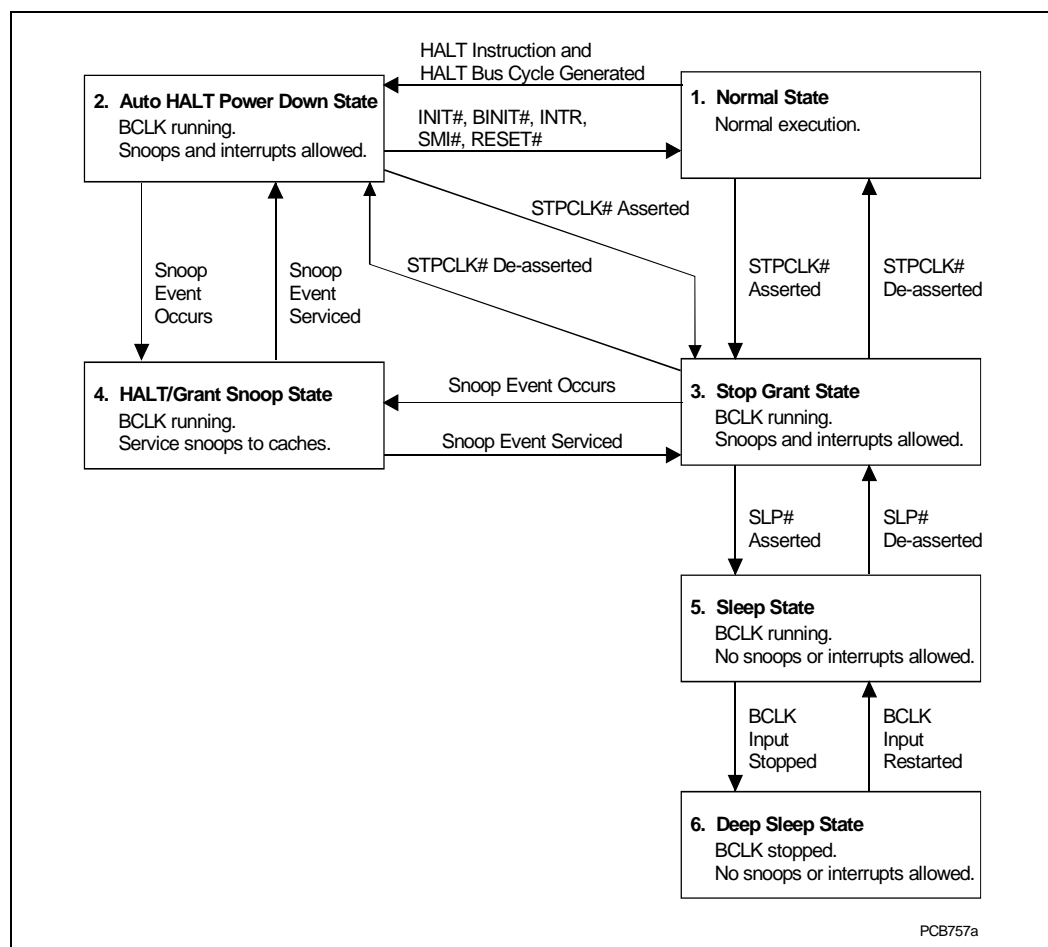 HALT Instruction and
HALT Bus Cycle Generated
2. Auto HALT Power Down State
BCLK running.
Snoops and interrupts allowed.
1. Normal State
Normal execution.
INIT#, BINIT#, INTR,
SMI#, RESET#
STPCLK# Asserted
STPCLK# De-asserted
Snoop
Event
Occurs
Snoop
Event
Serviced
STPCLK#
Asserted
STPCLK#
De-asserted
4. HALT/Grant Snoop State
BCLK running.
Service snoops to caches.
Snoop Event Occurs
Snoop Event Serviced
3. Stop Grant State
BCLK running.
Snoops and interrupts allowed.
SLP#
Asserted
SLP#
De-asserted
5. Sleep State
BCLK running.
No snoops or interrupts allowed.
BCLK
Input
Stopped
BCLK
Input
Restarted
6. Deep Sleep State
BCLK stopped.
No snoops or interrupts allowed.
PCB757a